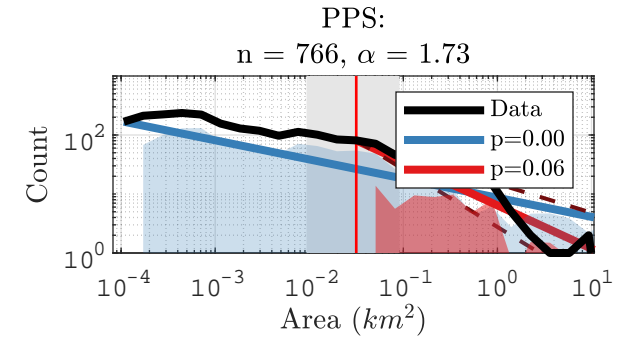 PPS:
n = 766, α = 1.73
Count
10²
10⁰
Data
p=0.00
p=0.06
10⁻⁴
10⁻³
10⁻²
10⁻¹
10⁰
10¹
Area (km²)